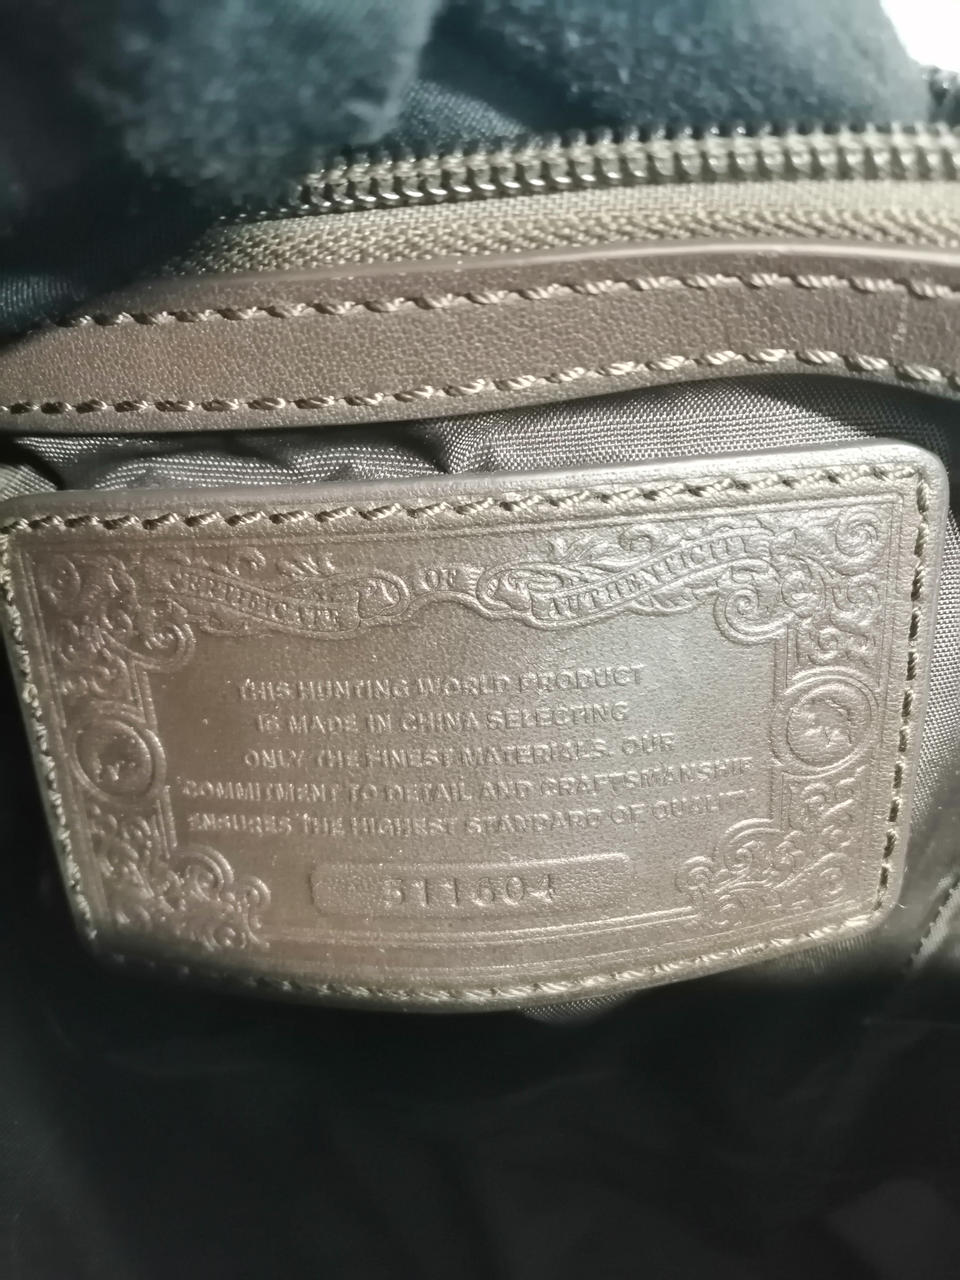 CERTIFICATE OF AUTHENTICITY
THIS HUNTING WORLD PRODUCT
IS MADE IN CHINA SELECTING
ONLY THE FINEST MATERIALS. OUR
COMMITMENT TO DETAIL AND CRAFTSMANSHIP
ENSURES THE HIGHEST STANDARD OF QUALITY
511604